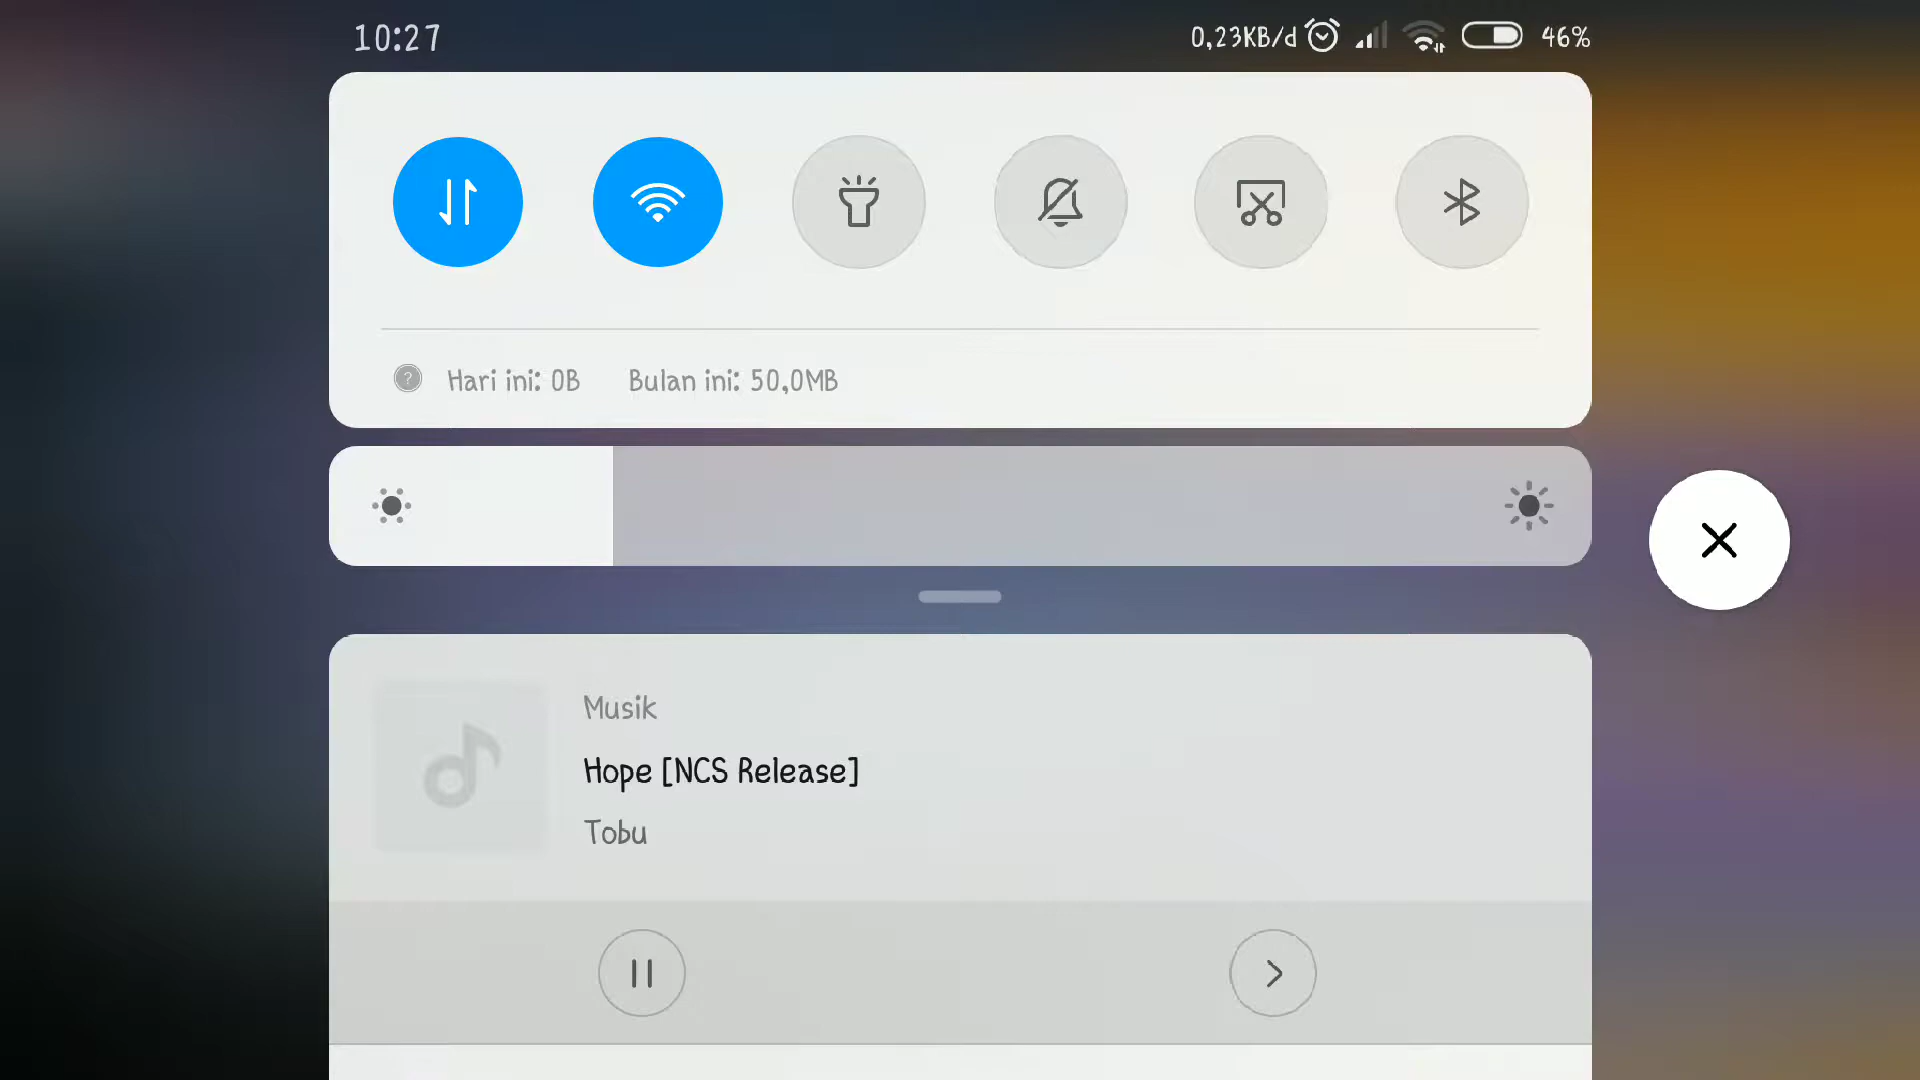 10:27 0,23KB/d 46%
Hari ini: 0B Bulan ini: 50,0MB
Musik
Hope [NCS Release]
Tobu